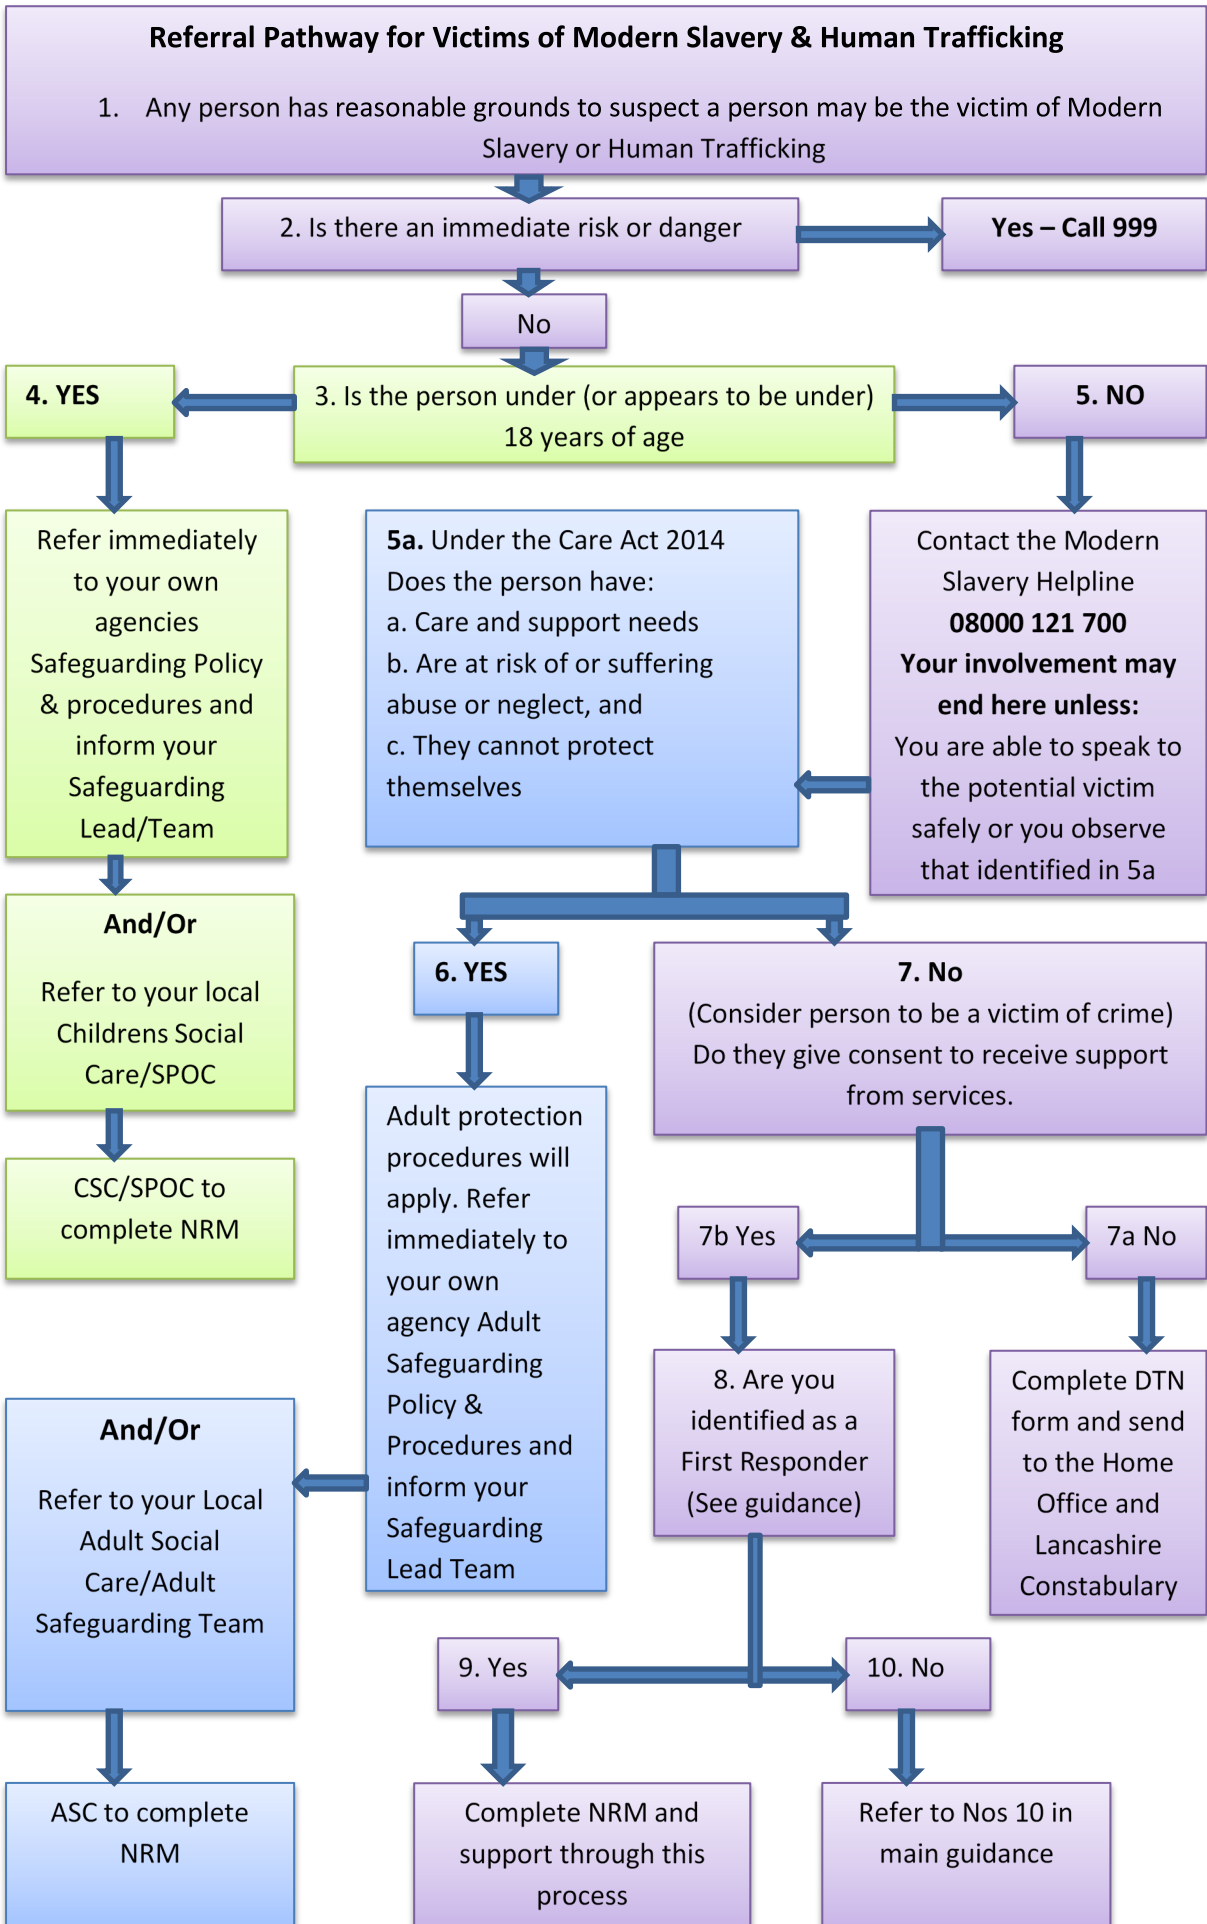 Referral Pathway for Victims of Modern Slavery & Human Trafficking
1. Any person has reasonable grounds to suspect a person may be the victim of Modern
Slavery or Human Trafficking
2. Is there an immediate risk or danger
Yes – Call 999
No
3. Is the person under (or appears to be under)
18 years of age
4. YES
5. NO
Refer immediately
to your own
agencies
Safeguarding Policy
& procedures and
inform your
Safeguarding
Lead/Team
And/Or
Refer to your local
Childrens Social
Care/SPOC
CSC/SPOC to
complete NRM
Contact the Modern
Slavery Helpline
08000 121 700
Your involvement may
end here unless:
You are able to speak to
the potential victim
safely or you observe
that identified in 5a
5a. Under the Care Act 2014
Does the person have:
a. Care and support needs
b. Are at risk of or suffering
abuse or neglect, and
c. They cannot protect
themselves
6. YES
Adult protection
procedures will
apply. Refer
immediately to
your own
agency Adult
Safeguarding
Policy &
Procedures and
inform your
Safeguarding
Lead Team
And/Or
Refer to your Local
Adult Social
Care/Adult
Safeguarding Team
ASC to complete
NRM
7. No
(Consider person to be a victim of crime)
Do they give consent to receive support
from services.
7b Yes
7a No
8. Are you
identified as a
First Responder
(See guidance)
Complete DTN
form and send
to the Home
Office and
Lancashire
Constabulary
9. Yes
10. No
Complete NRM and
support through this
process
Refer to Nos 10 in
main guidance